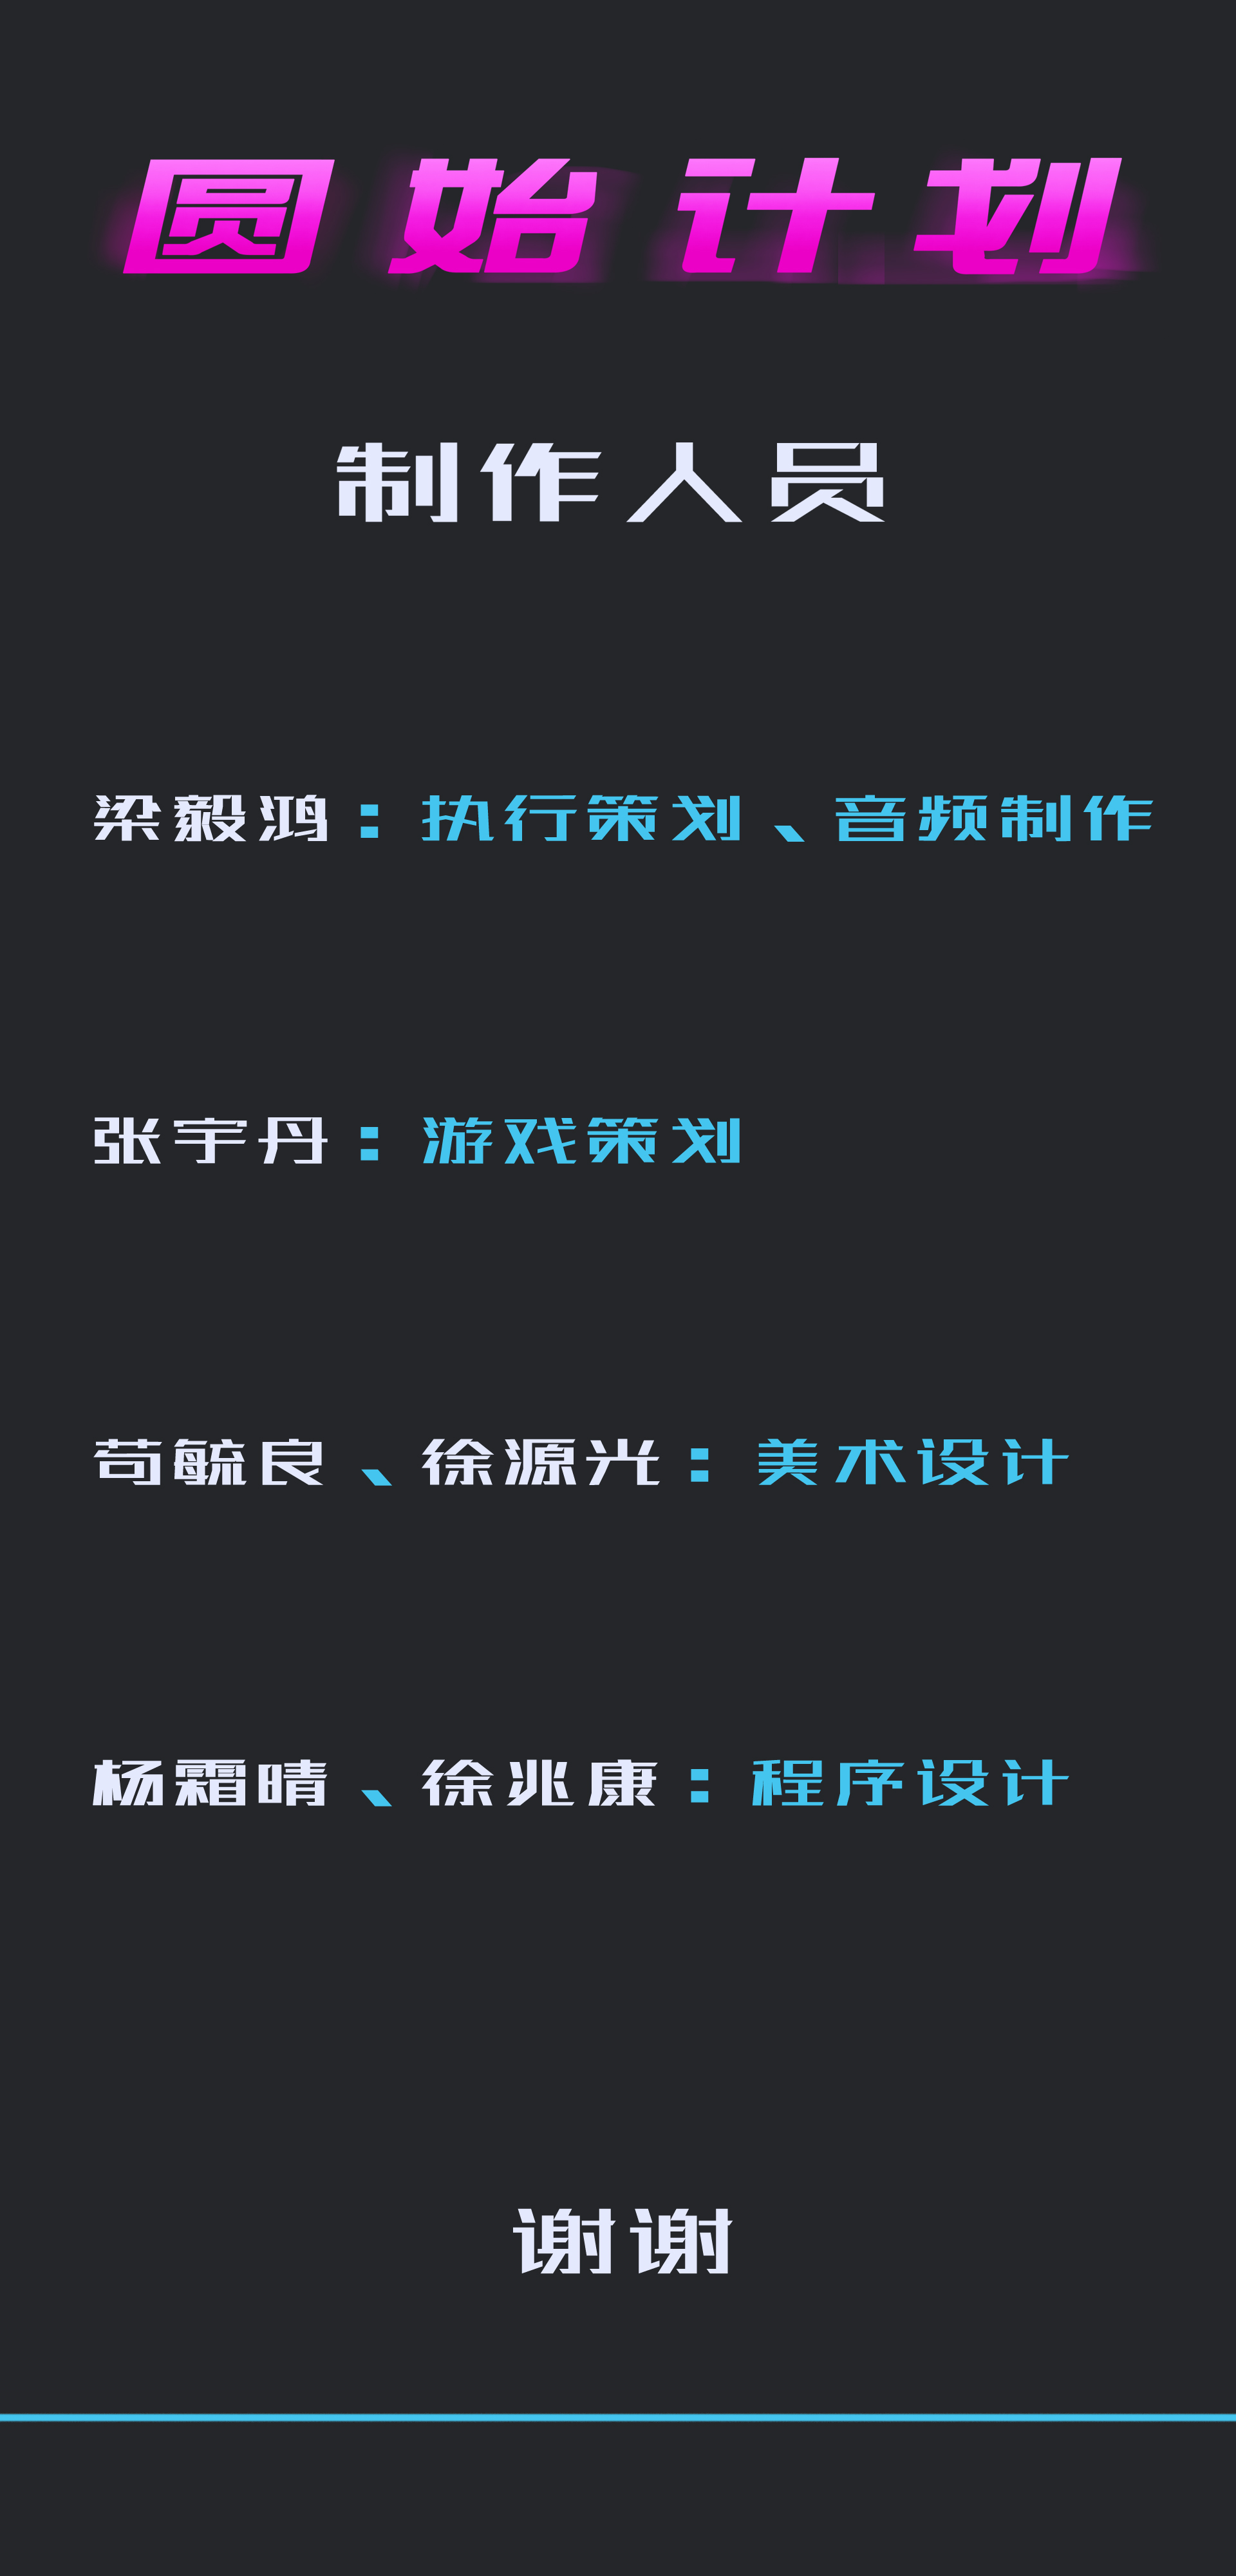 圆始计划
制作人员
梁毅鸿：执行策划、音频制作
张宇丹：游戏策划
苟毓良、徐源光：美术设计
杨霜晴、徐兆康：程序设计
谢谢